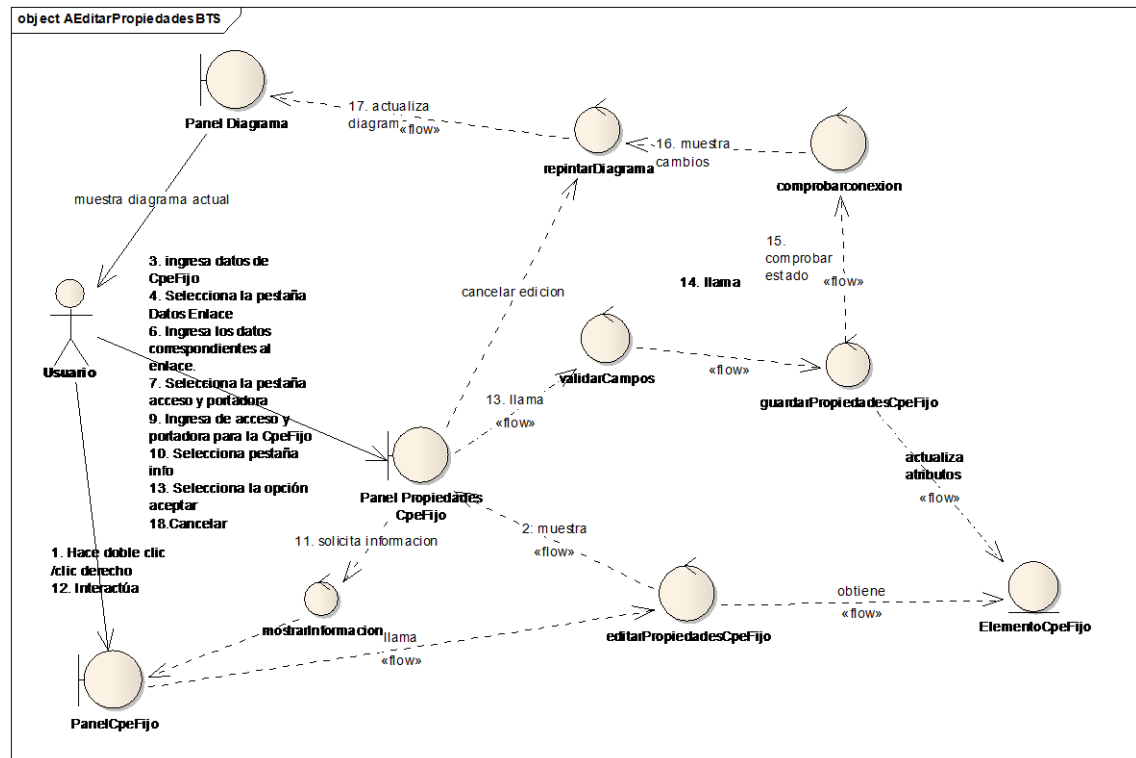 object AEditarPropiedadesBTS
Panel Diagrama
17. actualiza
diagram
«flow»
repintarDiagrama
16. muestra
cambios
comprobarconexion
muestra diagrama actual
Usuario
3. ingresa datos de
CpeFijo
4. Selecciona la pestaña
Datos Enlace
6. Ingresa los datos
correspondientes al
enlace.
7. Selecciona la pestaña
acceso y portadora
9. Ingresa de acceso y
portadora para la CpeFijo
10. Selecciona pestaña
info
13. Selecciona la opción
aceptar
18.Cancelar
cancelar edicion
14. llama
15.
comprobar
estado
«flow»
validarCampos
«flow»
guardarPropiedadesCpeFijo
13. llama
«flow»
Panel Propiedades
CpeFijo
actualiza
atributos
«flow»
1. Hace doble clic
/clic derecho
12. Interactúa
11. solicita informacion
2: muestra
«flow»
mostrarInformacion
editarPropiedadesCpeFijo
obtiene
«flow»
ElementoCpeFijo
llama
«flow»
PanelCpeFijo